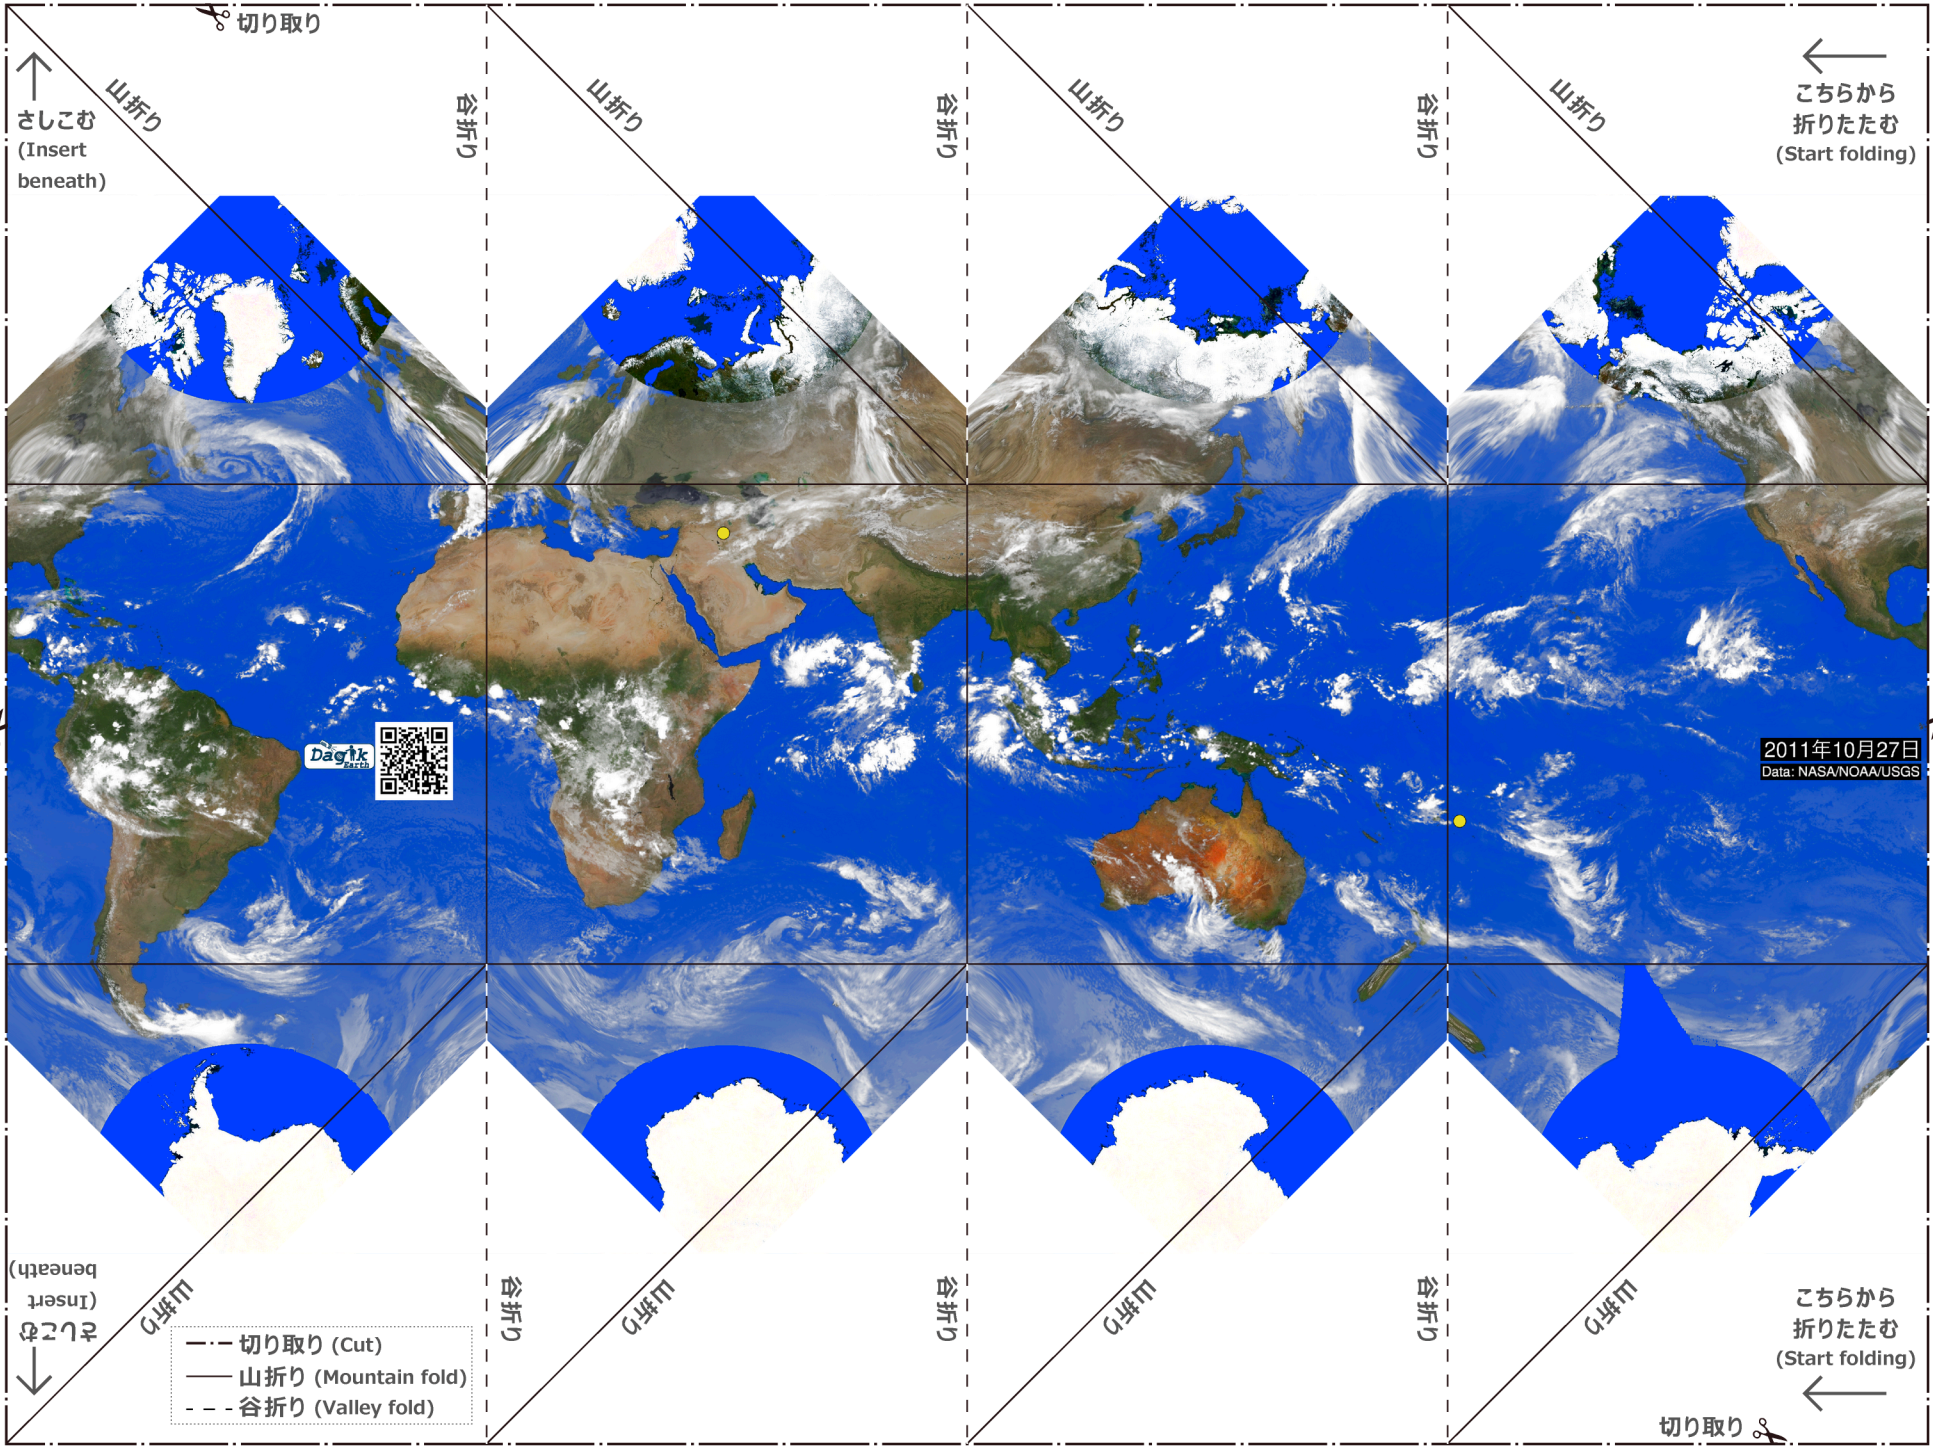 切り取り
山折り
山折り
山折り
山折り
谷折り
谷折り
谷折り
さしこむ
(Insert
beneath)
こちらから
折りたたむ
(Start folding)
Dagik
Earth
2011年10月27日
Data: NASA/NOAA/USGS
さしこむ
(Insert
beneath)
山折り
山折り
山折り
山折り
谷折り
谷折り
谷折り
こちらから
折りたたむ
(Start folding)
切り取り (Cut)
山折り (Mountain fold)
谷折り (Valley fold)
切り取り